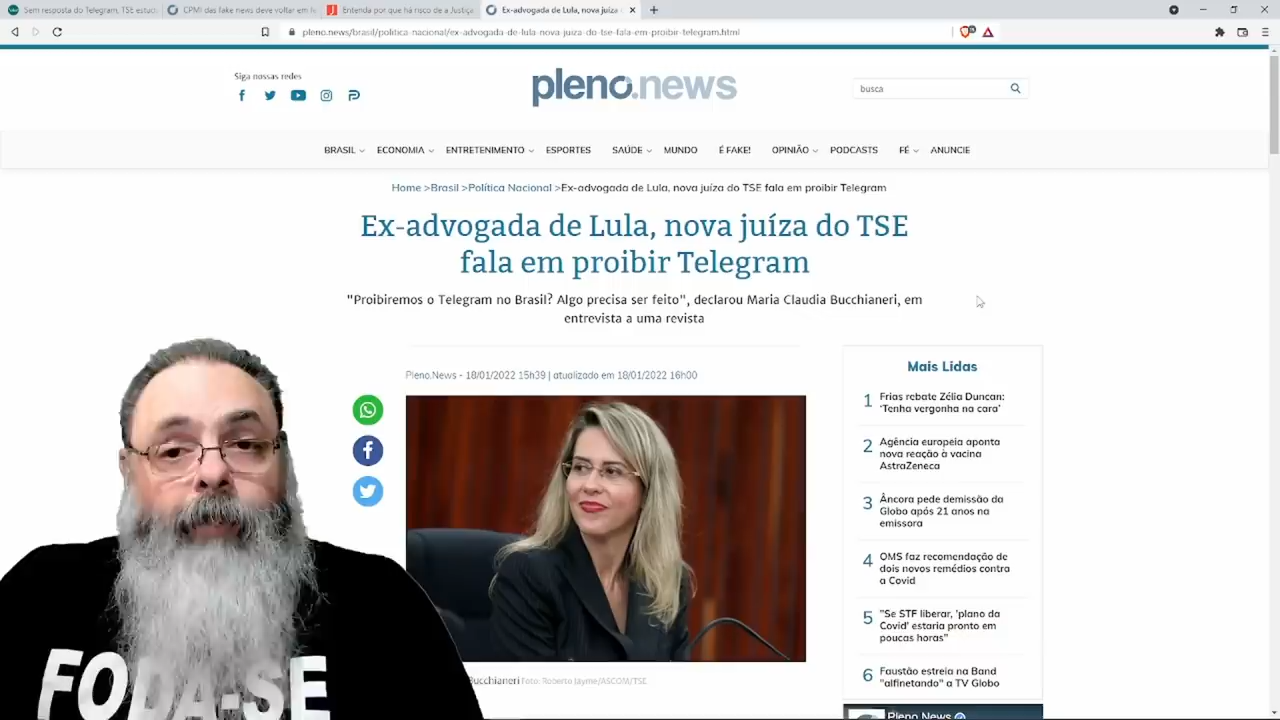 Sem resposta do Telegram, TSE estud
CPMI das fake news deve voltar em fe
Entenda por que há risco de a Justiça
Ex-advogada de Lula, nova juíza
pleno.news/brasil/politica-nacional/ex-advogada-de-lula-nova-juiza-do-tse-fala-em-proibir-telegram.html
Siga nossas redes
pleno.news
busca
BRASIL ECONOMIA ENTRETENIMENTO ESPORTES SAÚDE MUNDO É FAKE! OPINIÃO PODCASTS FÉ ANUNCIE
Home >Brasil >Política Nacional >Ex-advogada de Lula, nova juíza do TSE fala em proibir Telegram
Ex-advogada de Lula, nova juíza do TSE
fala em proibir Telegram
"Proibiremos o Telegram no Brasil? Algo precisa ser feito", declarou Maria Claudia Bucchianeri, em
entrevista a uma revista
Pleno.News - 18/01/2022 15h39 | atualizado em 18/01/2022 16h00
Bucchianeri Foto: Roberto Jayme/ASCOM/TSE
Mais Lidas
1 Frias rebate Zélia Duncan:
'Tenha vergonha na cara'
2 Agência europeia aponta
nova reação à vacina
AstraZeneca
3 Âncora pede demissão da
Globo após 21 anos na
emissora
4 OMS faz recomendação de
dois novos remédios contra
a Covid
5 "Se STF liberar, 'plano da
Covid' estaria pronto em
poucas horas"
6 Faustão estreia na Band
"alfinetando" a TV Globo
Pleno.News
FODA-SE